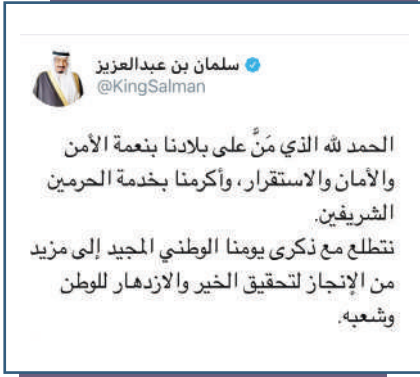 سلمان بن عبدالعزيز
@KingSalman
الحمد لله الذي مَنَّ على بلادنا بنعمة الأمن
والأمان والاستقرار، وأكرمنا بخدمة الحرمين
الشريفين.
نتطلع مع ذكرى يومنا الوطني المجيد إلى مزيد
من الإنجاز لتحقيق الخير والازدهار للوطن
وشعبه.